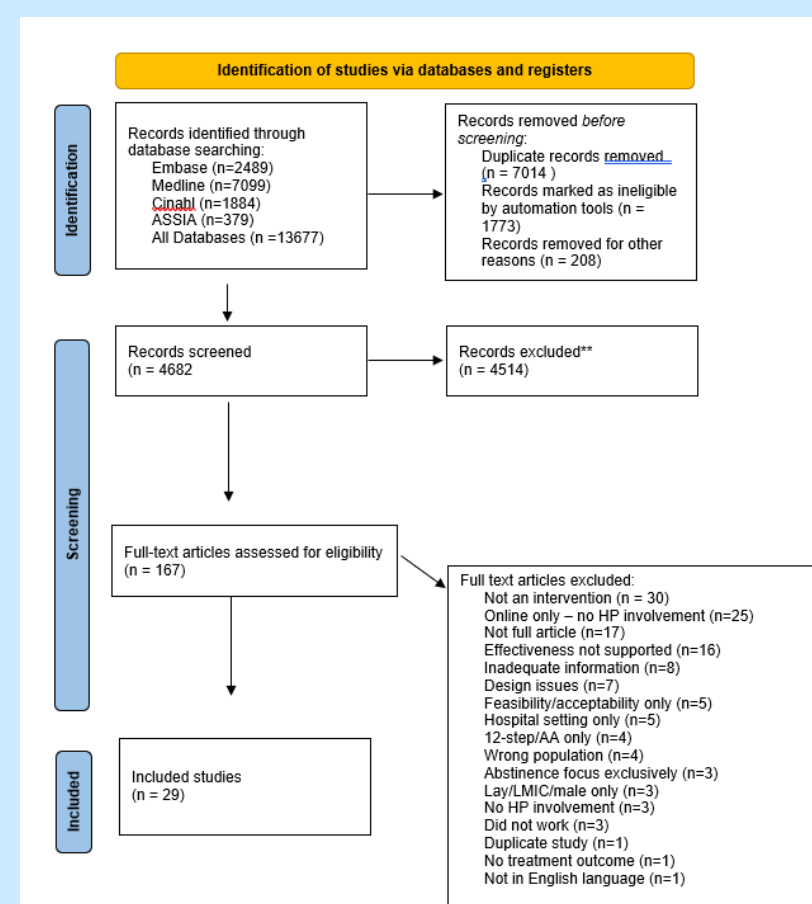 Identification of studies via databases and registers
Identification
Records identified through
database searching:
Embase (n=2489)
Medline (n=7099)
Cinahl (n=1884)
ASSIA (n=379)
All Databases (n =13677)
Records removed before
screening:
Duplicate records removed
(n = 7014 )
Records marked as ineligible
by automation tools (n =
1773)
Records removed for other
reasons (n = 208)
Screening
Records screened
(n = 4682
Records excluded**
(n = 4514)
Full-text articles assessed for eligibility
(n = 167)
Full text articles excluded:
Not an intervention (n = 30)
Online only – no HP involvement (n=25)
Not full article (n=17)
Effectiveness not supported (n=16)
Inadequate information (n=8)
Design issues (n=7)
Feasibility/acceptability only (n=5)
Hospital setting only (n=5)
12-step/AA only (n=4)
Wrong population (n=4)
Abstinence focus exclusively (n=3)
Lay/LMIC/male only (n=3)
No HP involvement (n=3)
Did not work (n=3)
Duplicate study (n=1)
No treatment outcome (n=1)
Not in English language (n=1)
Included
Included studies
(n = 29)